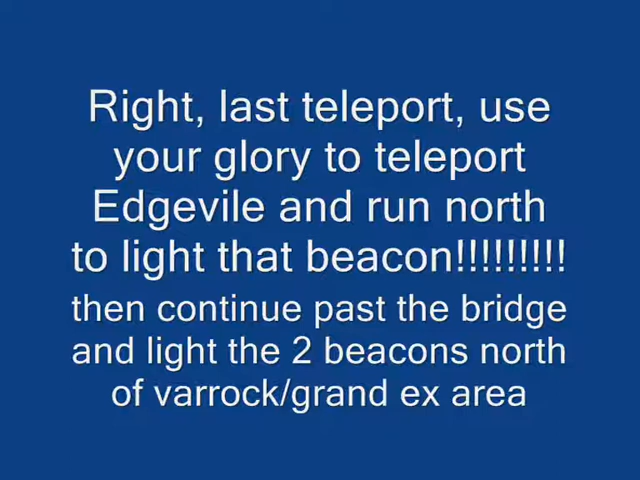 Right, last teleport, use
your glory to teleport
Edgevile and run north
to light that beacon!!!!!!!!!
then continue past the bridge
and light the 2 beacons north
of varrock/grand ex area